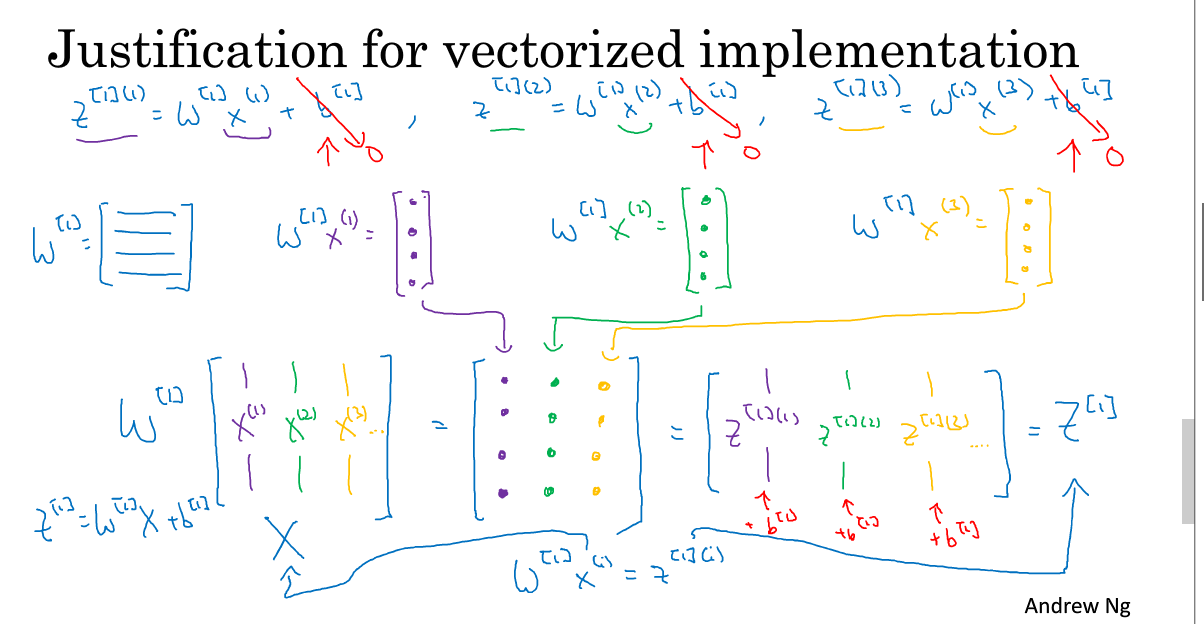 Justification for vectorized implementation
z^{[1](1)} = W^{[1]} x^{(1)} + b^{[1]} , z^{[1](2)} = W^{[1]} x^{(2)} + b^{[1]} , z^{[1](3)} = W^{[1]} x^{(3)} + b^{[1]}
0 0 0
W^{[1]} = W^{[1]} x^{(1)} = W^{[1]} x^{(2)} = W^{[1]} x^{(3)} =
W^{[1]} [ x^{(1)} x^{(2)} x^{(3)} ... ] = = [ z^{[1](1)} z^{[1](2)} z^{[1](3)} .... ] = Z^{[1]}
z^{[1]} = W^{[1]} X + b^{[1]} + b^{[1]} + b^{[1]} + b^{[1]}
X
W^{[1]} x^{(i)} = z^{[1](i)}
Andrew Ng